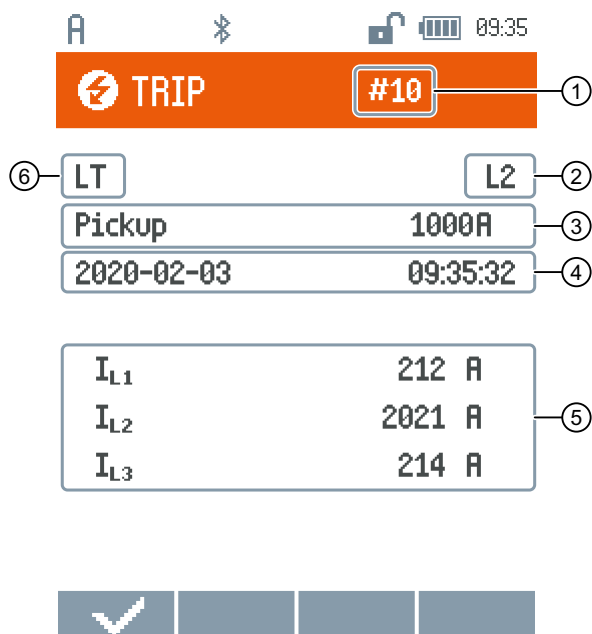 A 09:35
TRIP #10 1
6 LT L2 2
Pickup 1000A 3
2020-02-03 09:35:32 4
IL1 212 A
IL2 2021 A 5
IL3 214 A